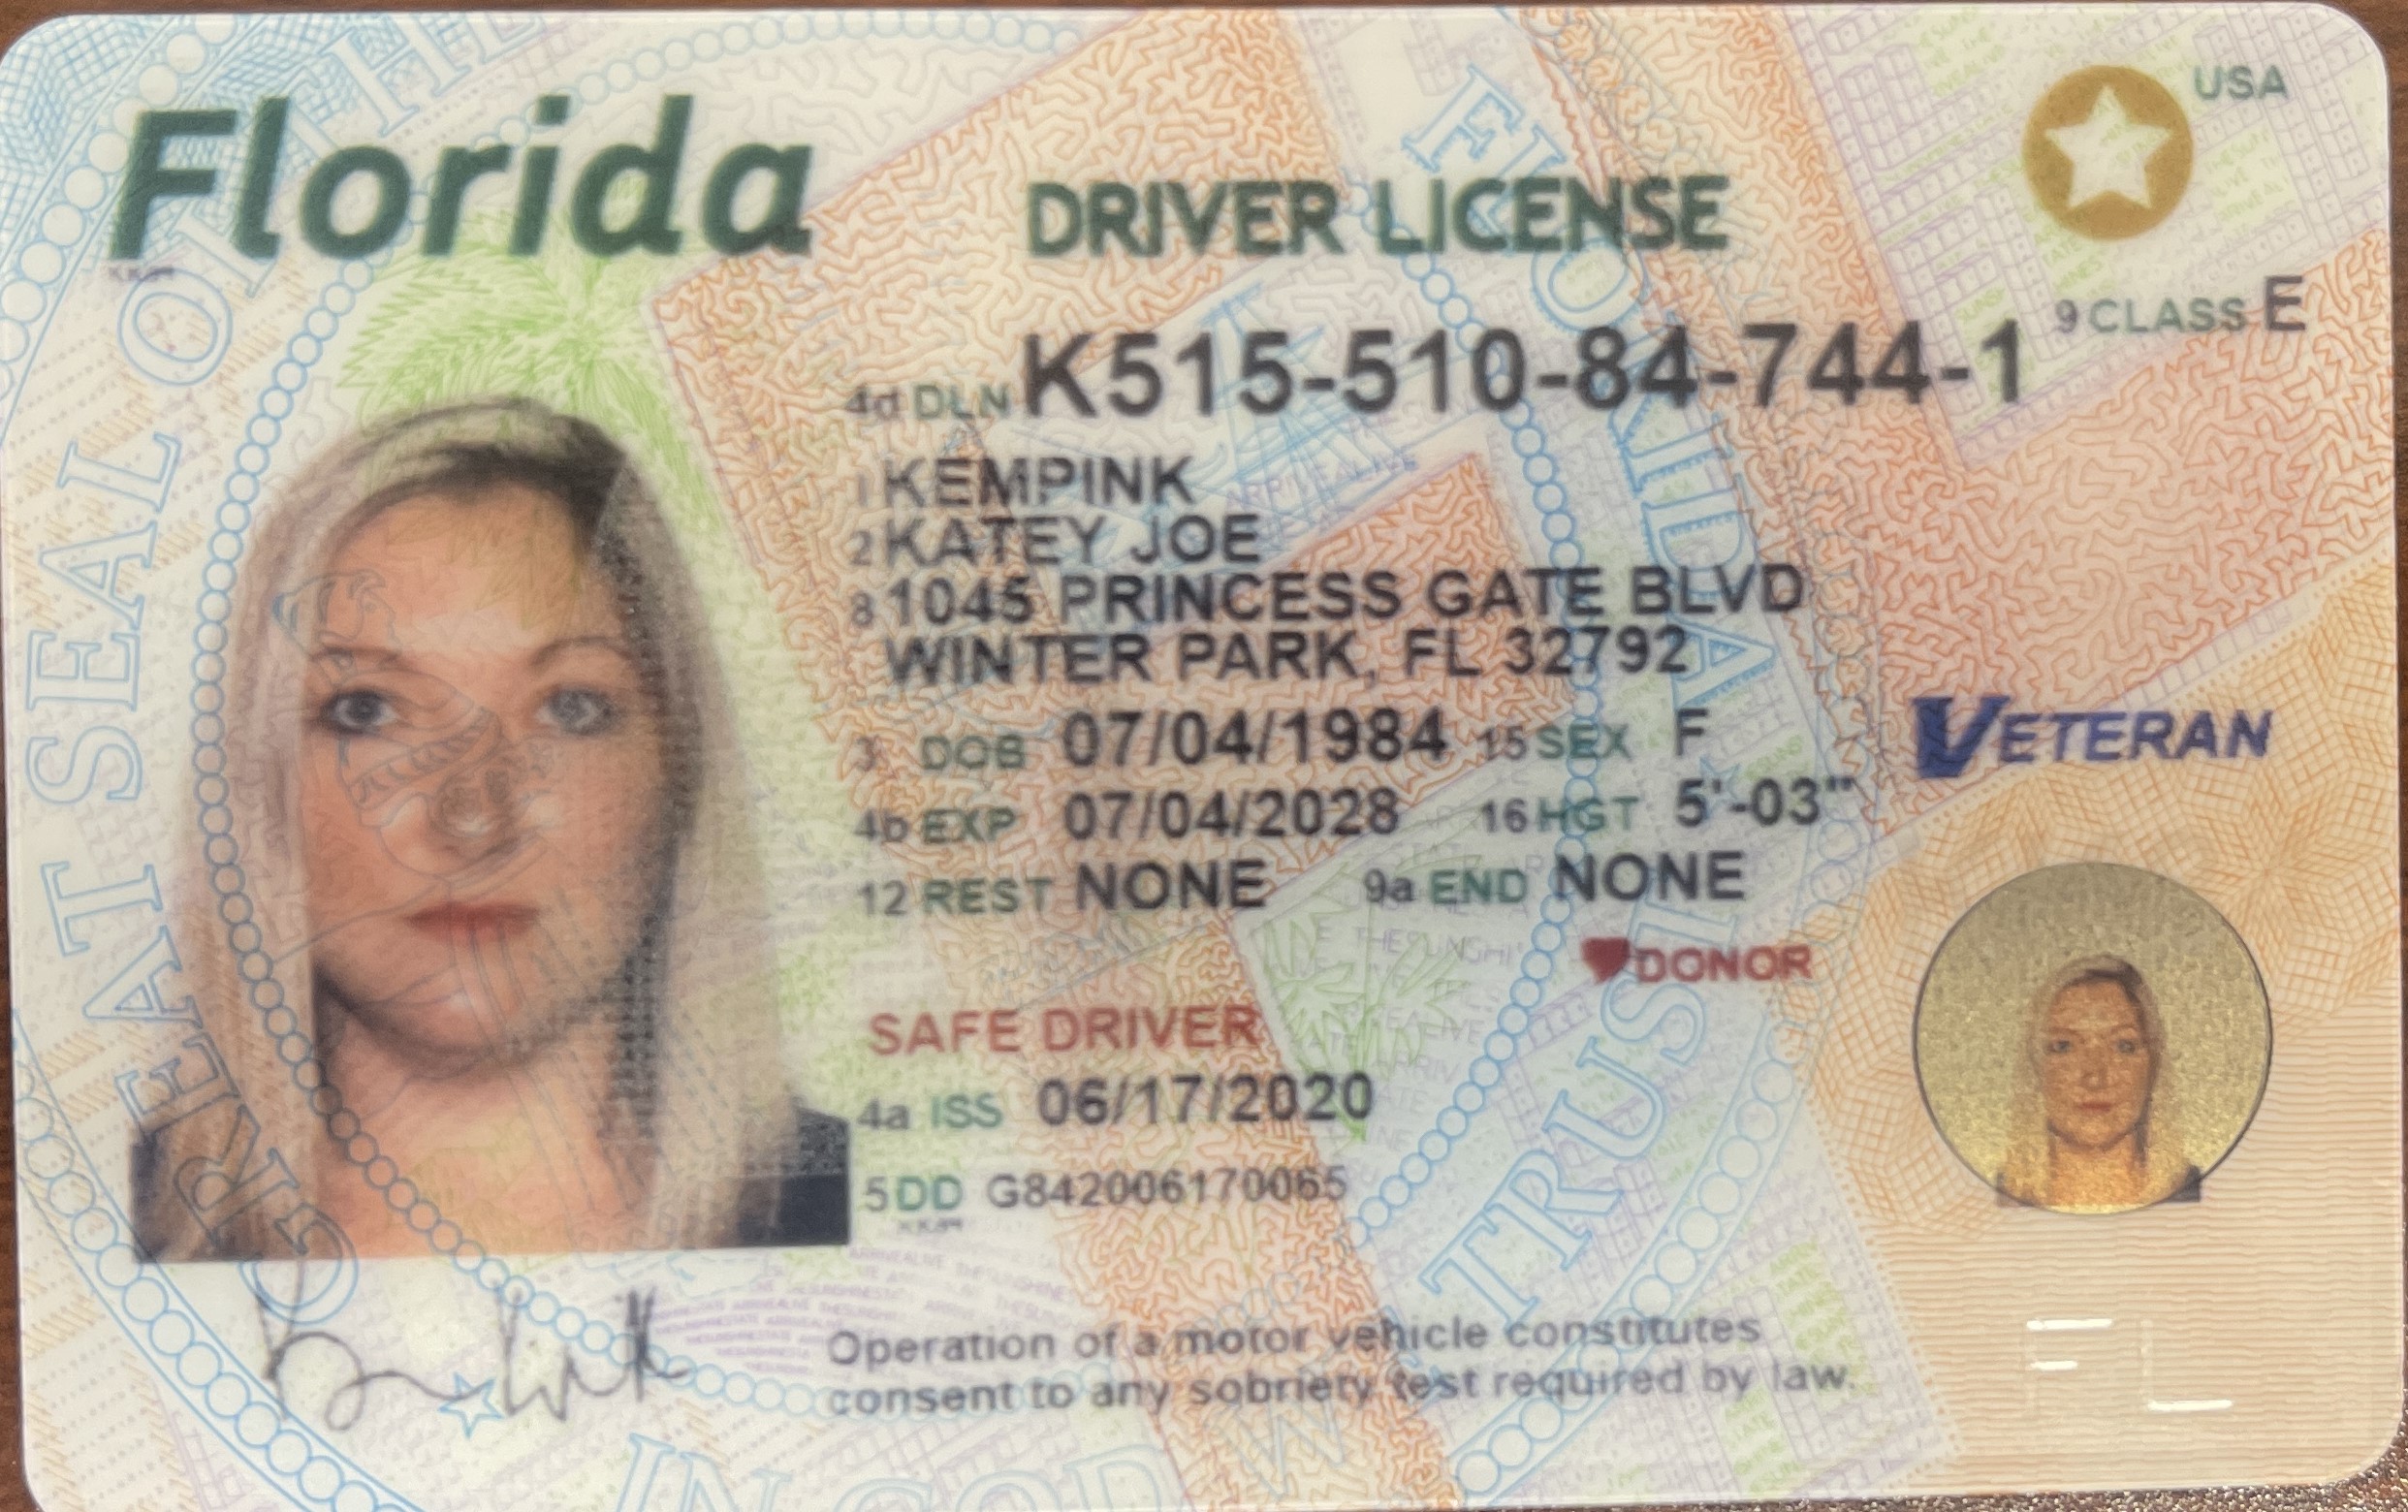 Florida
DRIVER LICENSE
USA
9 CLASS E
4d DLN K515-510-84-744-1
1 KEMPINK
2 KATEY JOE
8 1045 PRINCESS GATE BLVD
WINTER PARK, FL 32792
3 DOB 07/04/1984 15 SEX F
4b EXP 07/04/2028 16 HGT 5'-03"
12 REST NONE 9a END NONE
VETERAN
DONOR
SAFE DRIVER
4a ISS 06/17/2020
5 DD G842006170065
Operation of a motor vehicle constitutes
consent to any sobriety test required by law.
GREAT SEAL OF THE
FLORIDA
IN GOD WE TRUST
FL